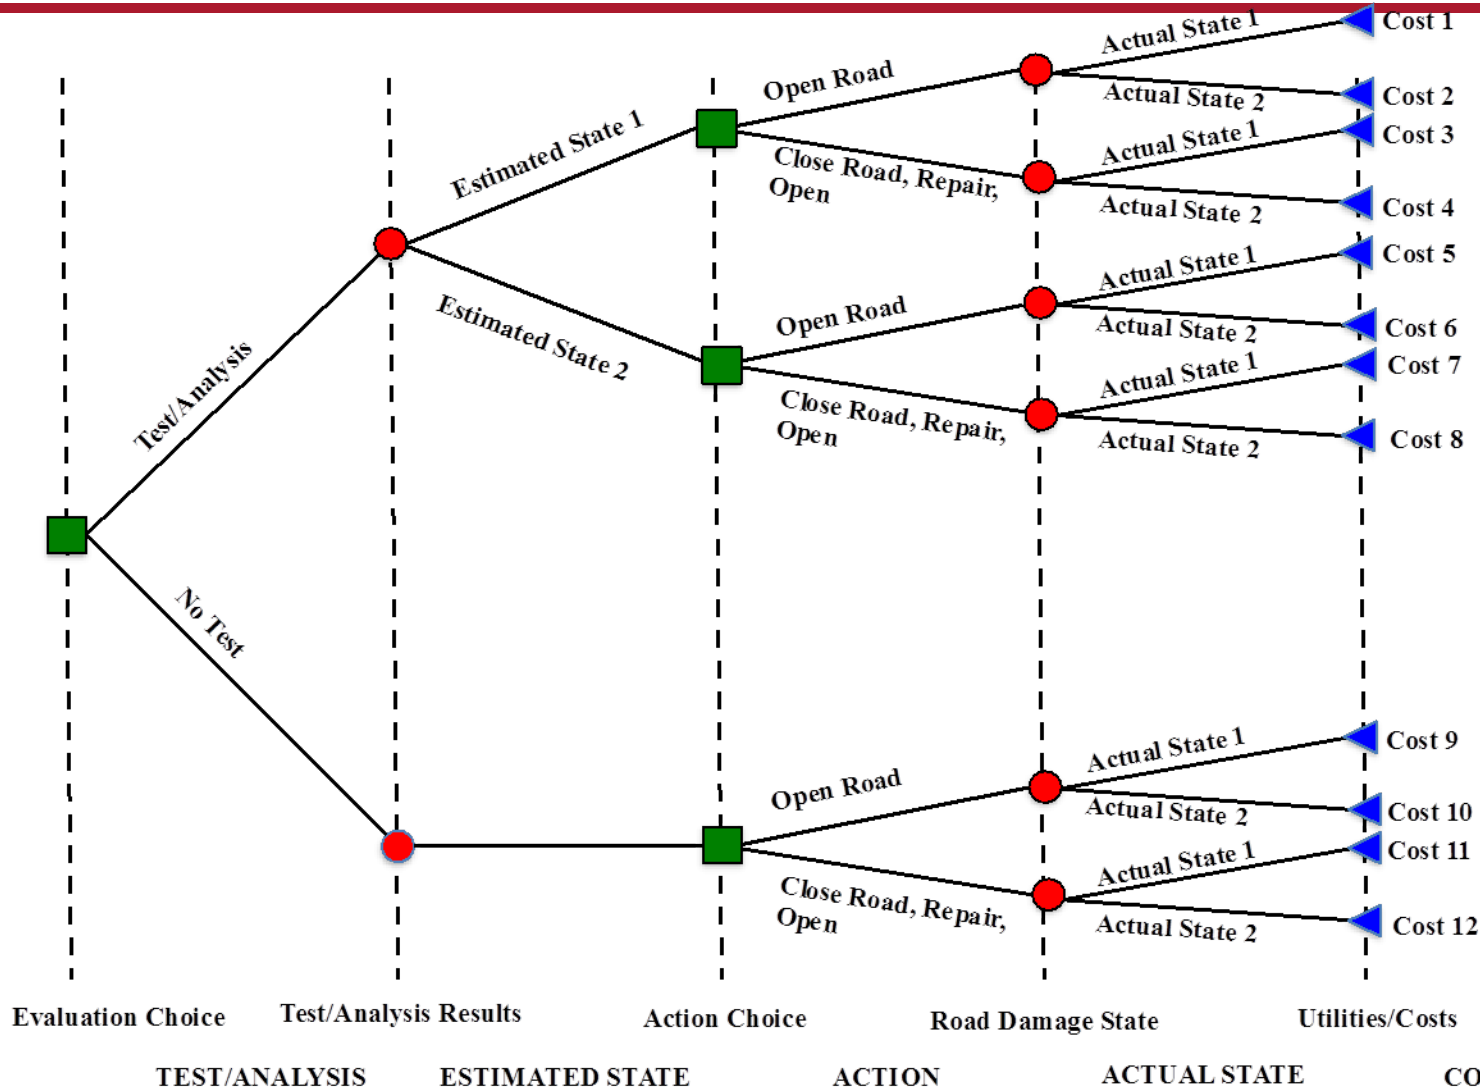 Actual State 1
Cost 1
Open Road
Actual State 2
Cost 2
Estimated State 1
Actual State 1
Cost 3
Close Road, Repair,
Open
Actual State 2
Cost 4
Actual State 1
Cost 5
Estimated State 2
Open Road
Actual State 2
Cost 6
Test/Analysis
Actual State 1
Cost 7
Close Road, Repair,
Open
Actual State 2
Cost 8
No Test
Actual State 1
Cost 9
Open Road
Actual State 2
Cost 10
Actual State 1
Cost 11
Close Road, Repair,
Open
Actual State 2
Cost 12
Evaluation Choice
Test/Analysis Results
Action Choice
Road Damage State
Utilities/Costs
TEST/ANALYSIS
ESTIMATED STATE
ACTION
ACTUAL STATE
CO